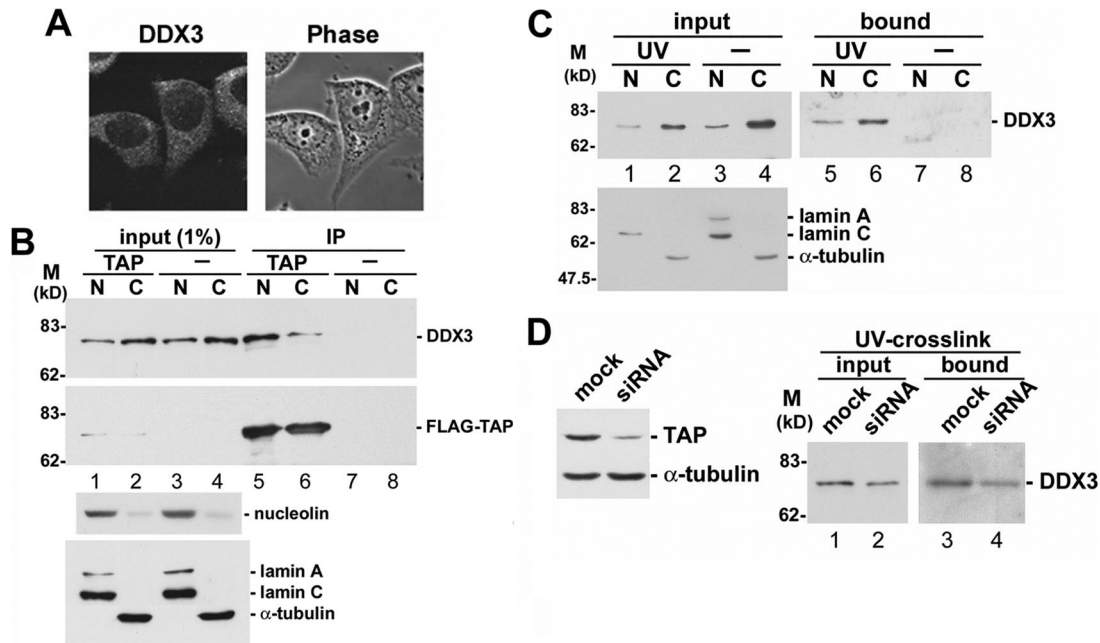 A
DDX3 Phase
B
input (1%) IP
TAP — TAP —
M
(kD)
N C N C N C N C
83-
- DDX3
62-
83-
- FLAG-TAP
62-
1 2 3 4 5 6 7 8
- nucleolin
- lamin A
- lamin C
- α-tubulin
C
input bound
UV — UV —
M
(kD)
N C N C N C N C
83-
- DDX3
62-
1 2 3 4 5 6 7 8
83-
- lamin A
- lamin C
62-
- α-tubulin
47.5-
D
mock siRNA
- TAP
- α-tubulin
UV-crosslink
input bound
M
(kD)
mock siRNA mock siRNA
83-
- DDX3
62-
1 2 3 4